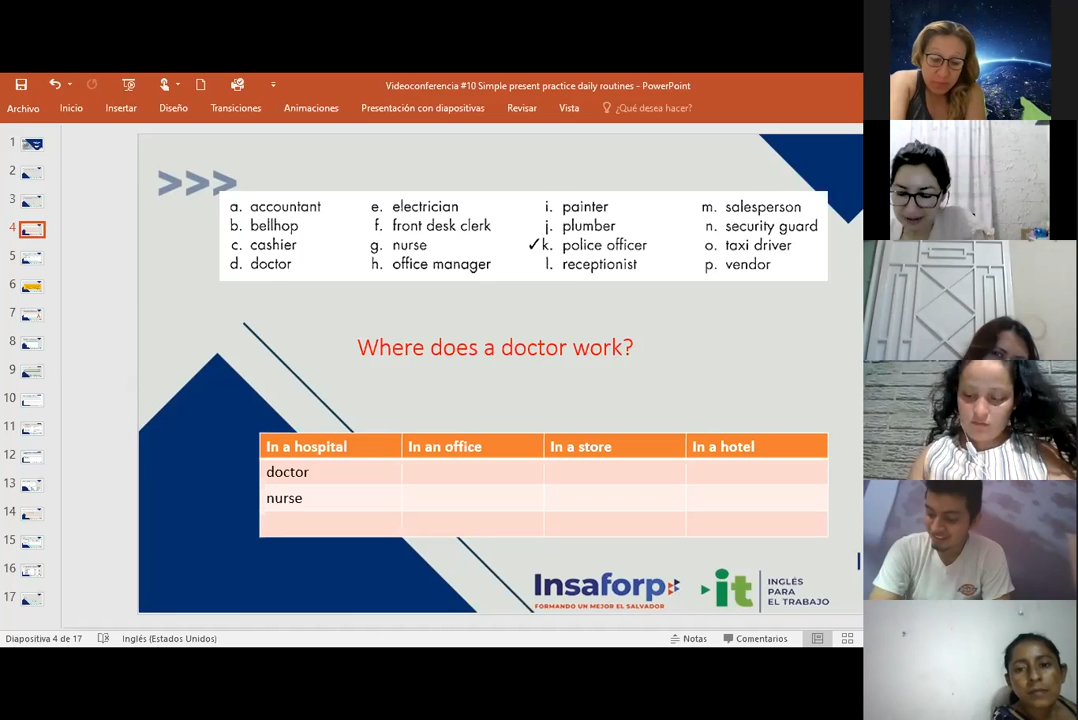 Videoconferencia #10 Simple present practice daily routines - PowerPoint
Archivo Inicio Insertar Diseño Transiciones Animaciones Presentación con diapositivas Revisar Vista ¿Qué desea hacer?
1
2
3
4
5
6
7
8
9
10
11
12
13
14
15
16
17
>>>
a. accountant e. electrician i. painter m. salesperson
b. bellhop f. front desk clerk j. plumber n. security guard
c. cashier g. nurse ✓k. police officer o. taxi driver
d. doctor h. office manager l. receptionist p. vendor
Where does a doctor work?
In a hospital In an office In a store In a hotel
doctor
nurse
Insaforp
FORMANDO UN MEJOR EL SALVADOR
it
INGLÉS
PARA
EL TRABAJO
Diapositiva 4 de 17 Inglés (Estados Unidos) Notas Comentarios